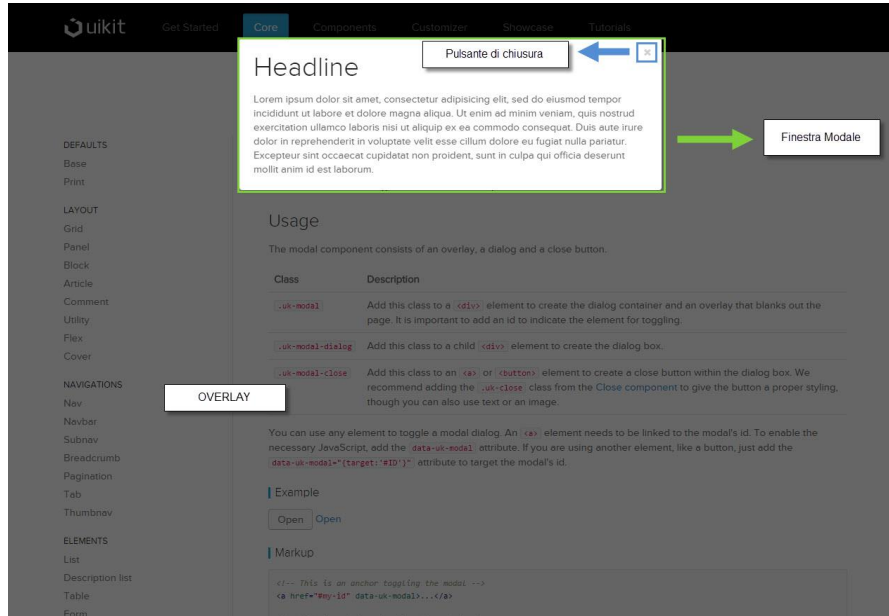 uikit Get Started Core Components Customizer Showcase Tutorials
Pulsante di chiusura
×
Headline
Lorem ipsum dolor sit amet, consectetur adipisicing elit, sed do eiusmod tempor
incididunt ut labore et dolore magna aliqua. Ut enim ad minim veniam, quis nostrud
exercitation ullamco laboris nisi ut aliquip ex ea commodo consequat. Duis aute irure
dolor in reprehenderit in voluptate velit esse cillum dolore eu fugiat nulla pariatur.
Excepteur sint occaecat cupidatat non proident, sunt in culpa qui officia deserunt
mollit anim id est laborum.
Finestra Modale
DEFAULTS
Base
Print
LAYOUT
Grid
Panel
Block
Article
Comment
Utility
Flex
Cover
NAVIGATIONS
Nav
Navbar
Subnav
Breadcrumb
Pagination
Tab
Thumbnav
ELEMENTS
List
Description list
Table
Form
OVERLAY
Usage
The modal component consists of an overlay, a dialog and a close button.
Class Description
.uk-modal Add this class to a <div> element to create the dialog container and an overlay that blanks out the
page. It is important to add an id to indicate the element for toggling.
.uk-modal-dialog Add this class to a child <div> element to create the dialog box.
.uk-modal-close Add this class to an <a> or <button> element to create a close button within the dialog box. We
recommend adding the .uk-close class from the Close component to give the button a proper styling,
though you can also use text or an image.
You can use any element to toggle a modal dialog. An <a> element needs to be linked to the modal's id. To enable the
necessary JavaScript, add the data-uk-modal attribute. If you are using another element, like a button, just add the
data-uk-modal="{target:'#ID'}" attribute to target the modal's id.
Example
Open Open
Markup
<!-- This is an anchor toggling the modal -->
<a href="#my-id" data-uk-modal>...</a>